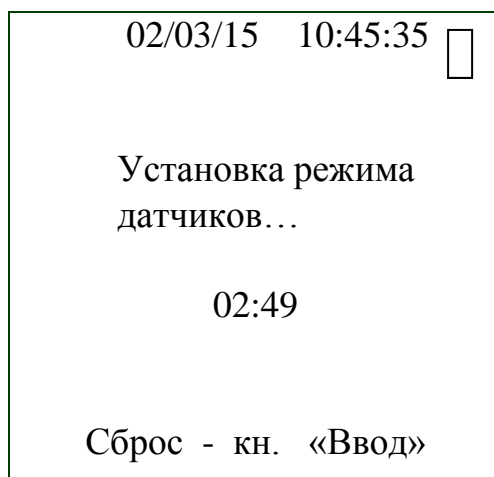 02/03/15 10:45:35
Установка режима
датчиков…
02:49
Сброс - кн. «Ввод»